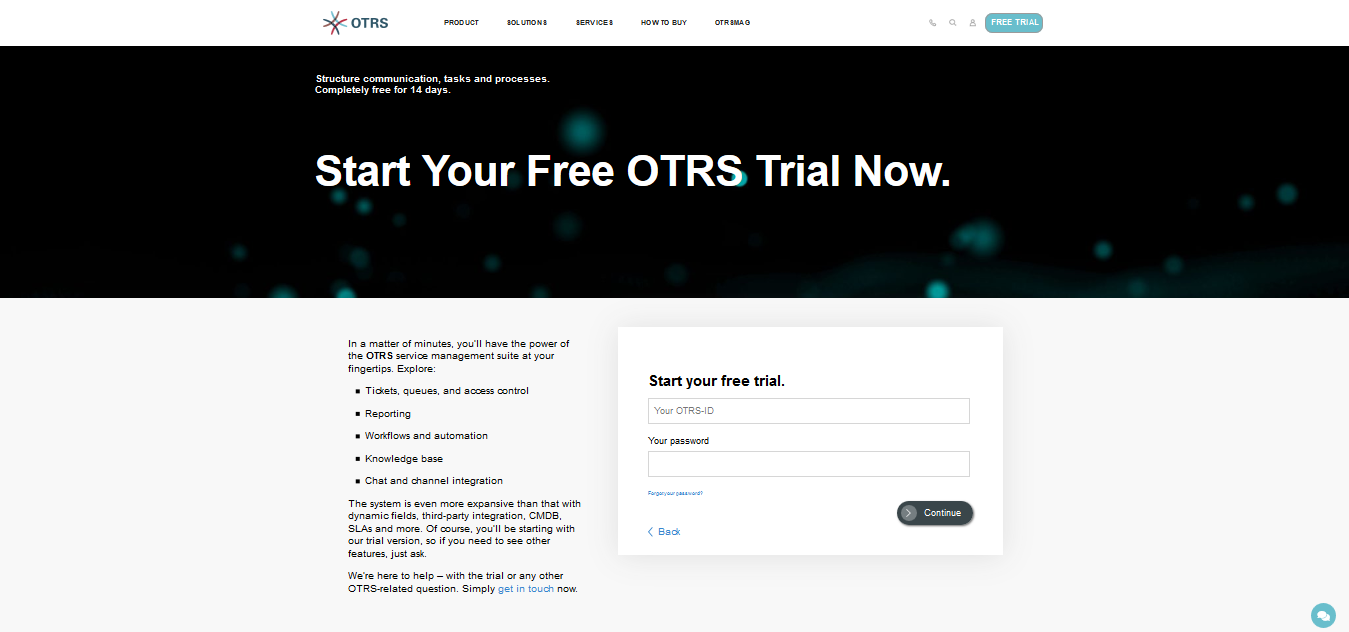 OTRS
PRODUCT
SOLUTIONS
SERVICES
HOW TO BUY
OTRSMAG
FREE TRIAL
Structure communication, tasks and processes.
Completely free for 14 days.
Start Your Free OTRS Trial Now.
In a matter of minutes, you'll have the power of
the OTRS service management suite at your
fingertips. Explore:
Tickets, queues, and access control
Reporting
Workflows and automation
Knowledge base
Chat and channel integration
The system is even more expansive than that with
dynamic fields, third-party integration, CMDB,
SLAs and more. Of course, you'll be starting with
our trial version, so if you need to see other
features, just ask.
We're here to help – with the trial or any other
OTRS-related question. Simply get in touch now.
Start your free trial.
Your OTRS-ID
Your password
Forgot your password?
Continue
Back